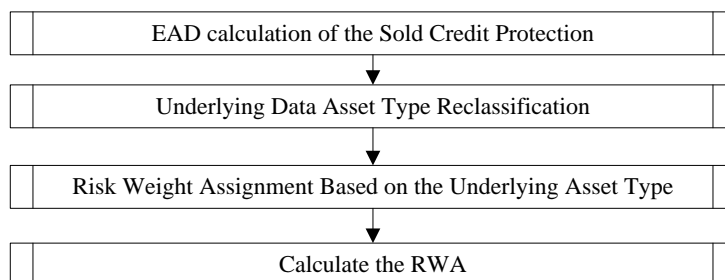 EAD calculation of the Sold Credit Protection
Underlying Data Asset Type Reclassification
Risk Weight Assignment Based on the Underlying Asset Type
Calculate the RWA